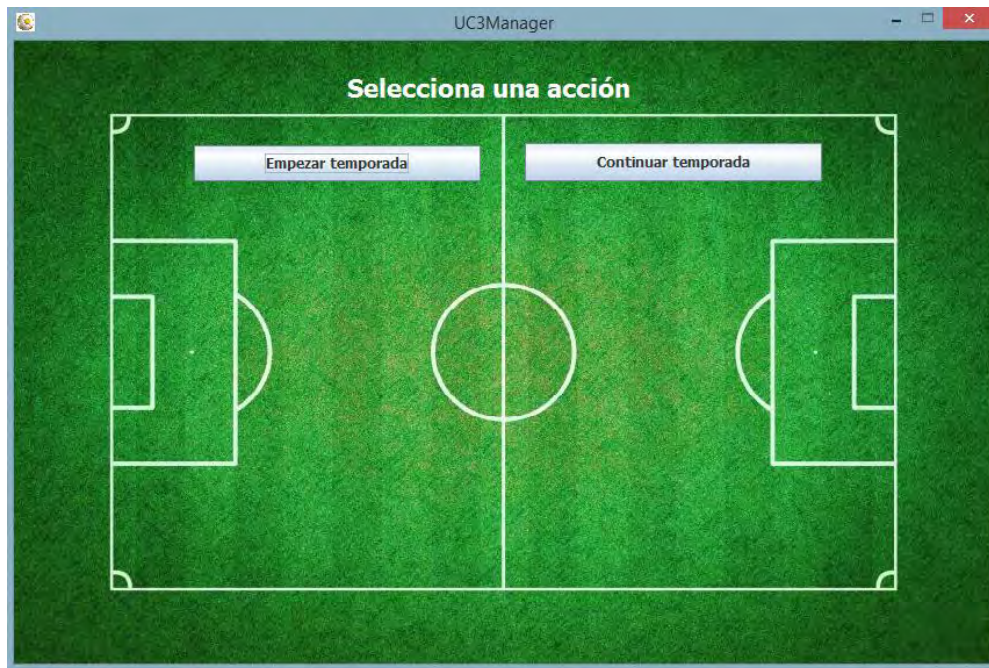 UC3Manager
Selecciona una acción
Empezar temporada
Continuar temporada